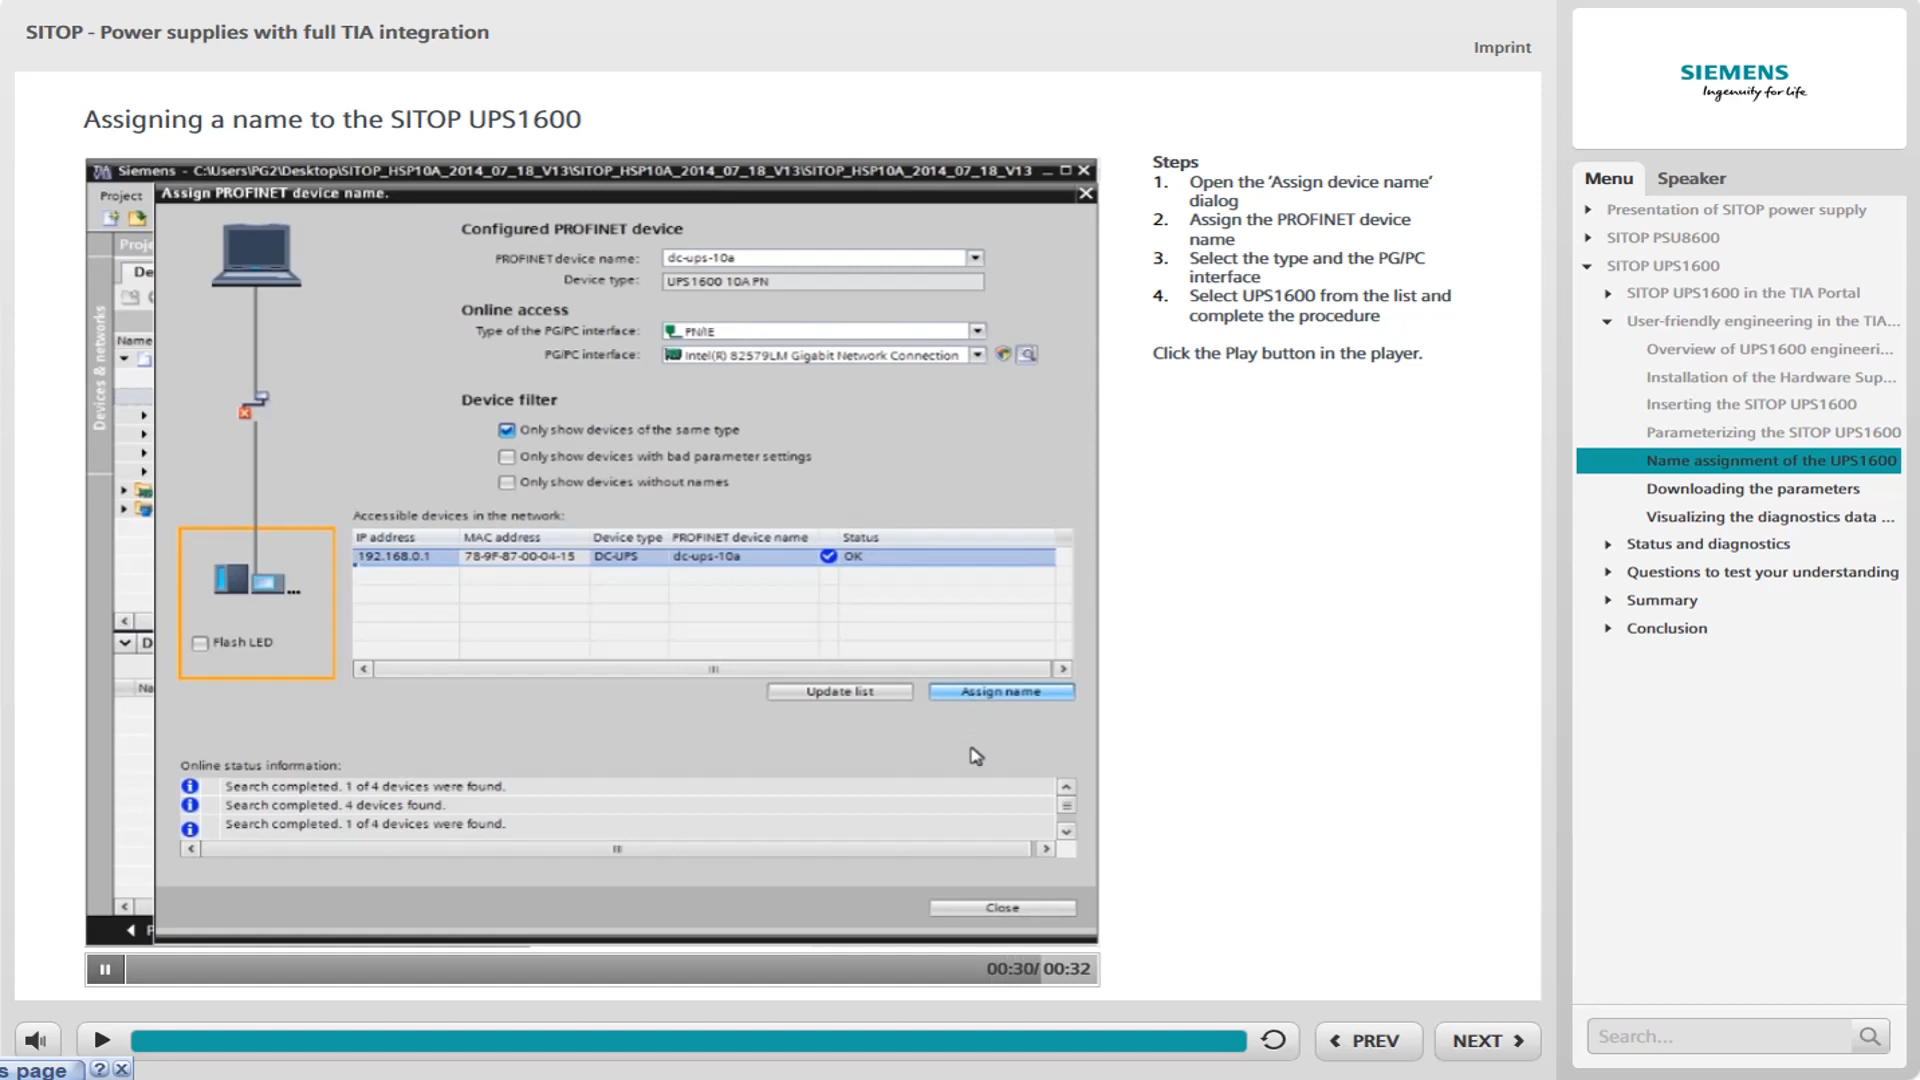 SITOP - Power supplies with full TIA integration
Imprint
Assigning a name to the SITOP UPS1600
Siemens - C:\Users\PG2\Desktop\SITOP_HSP10A_2014_07_18_V13\SITOP_HSP10A_2014_07_18_V13\SITOP_HSP10A_2014_07_18_V13
Project
Assign PROFINET device name.
Proje
De
Devices & networks
Name
Configured PROFINET device
PROFINET device name: dc-ups-10a
Device type: UPS1600 10A PN
Online access
Type of the PG/PC interface: PN/IE
PG/PC interface: Intel(R) 82579LM Gigabit Network Connection
Device filter
Only show devices of the same type
Only show devices with bad parameter settings
Only show devices without names
Accessible devices in the network:
IP address MAC address Device type PROFINET device name Status
192.168.0.1 78-9F-87-00-04-15 DC-UPS dc-ups-10a OK
...
Flash LED
D
Na
Update list Assign name
Online status information:
Search completed. 1 of 4 devices were found.
Search completed. 4 devices found.
Search completed. 1 of 4 devices were found.
Close
00:30/ 00:32
Steps
1. Open the ‘Assign device name’
dialog
2. Assign the PROFINET device
name
3. Select the type and the PG/PC
interface
4. Select UPS1600 from the list and
complete the procedure
Click the Play button in the player.
SIEMENS
Ingenuity for life
Menu Speaker
Presentation of SITOP power supply
SITOP PSU8600
SITOP UPS1600
SITOP UPS1600 in the TIA Portal
User-friendly engineering in the TIA...
Overview of UPS1600 engineeri...
Installation of the Hardware Sup...
Inserting the SITOP UPS1600
Parameterizing the SITOP UPS1600
Name assignment of the UPS1600
Downloading the parameters
Visualizing the diagnostics data ...
Status and diagnostics
Questions to test your understanding
Summary
Conclusion
Search...
PREV NEXT
s page ?